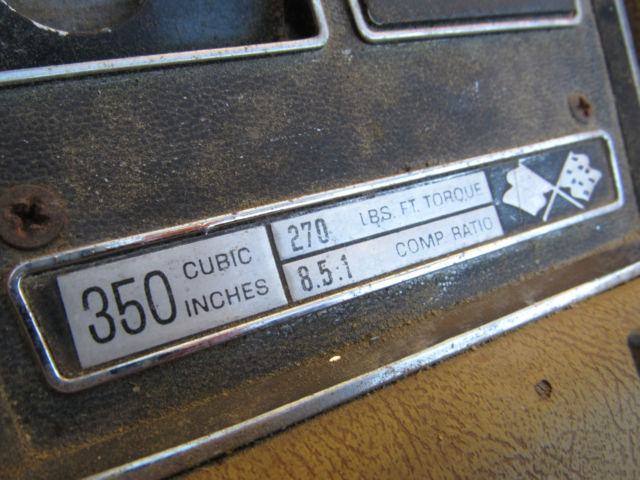 350 CUBIC INCHES
270 LBS. FT. TORQUE
8.5:1 COMP RATIO